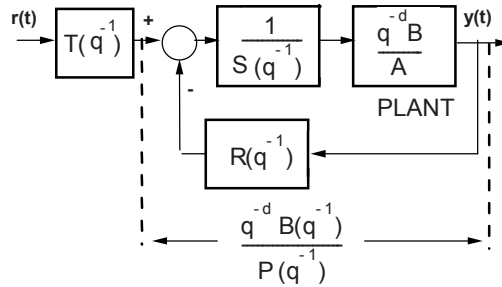 r(t) + y(t)
T(q⁻¹)
1
S(q⁻¹)
q⁻ᵈ B
A
-
PLANT
R(q⁻¹)
q⁻ᵈ B(q⁻¹)
P(q⁻¹)